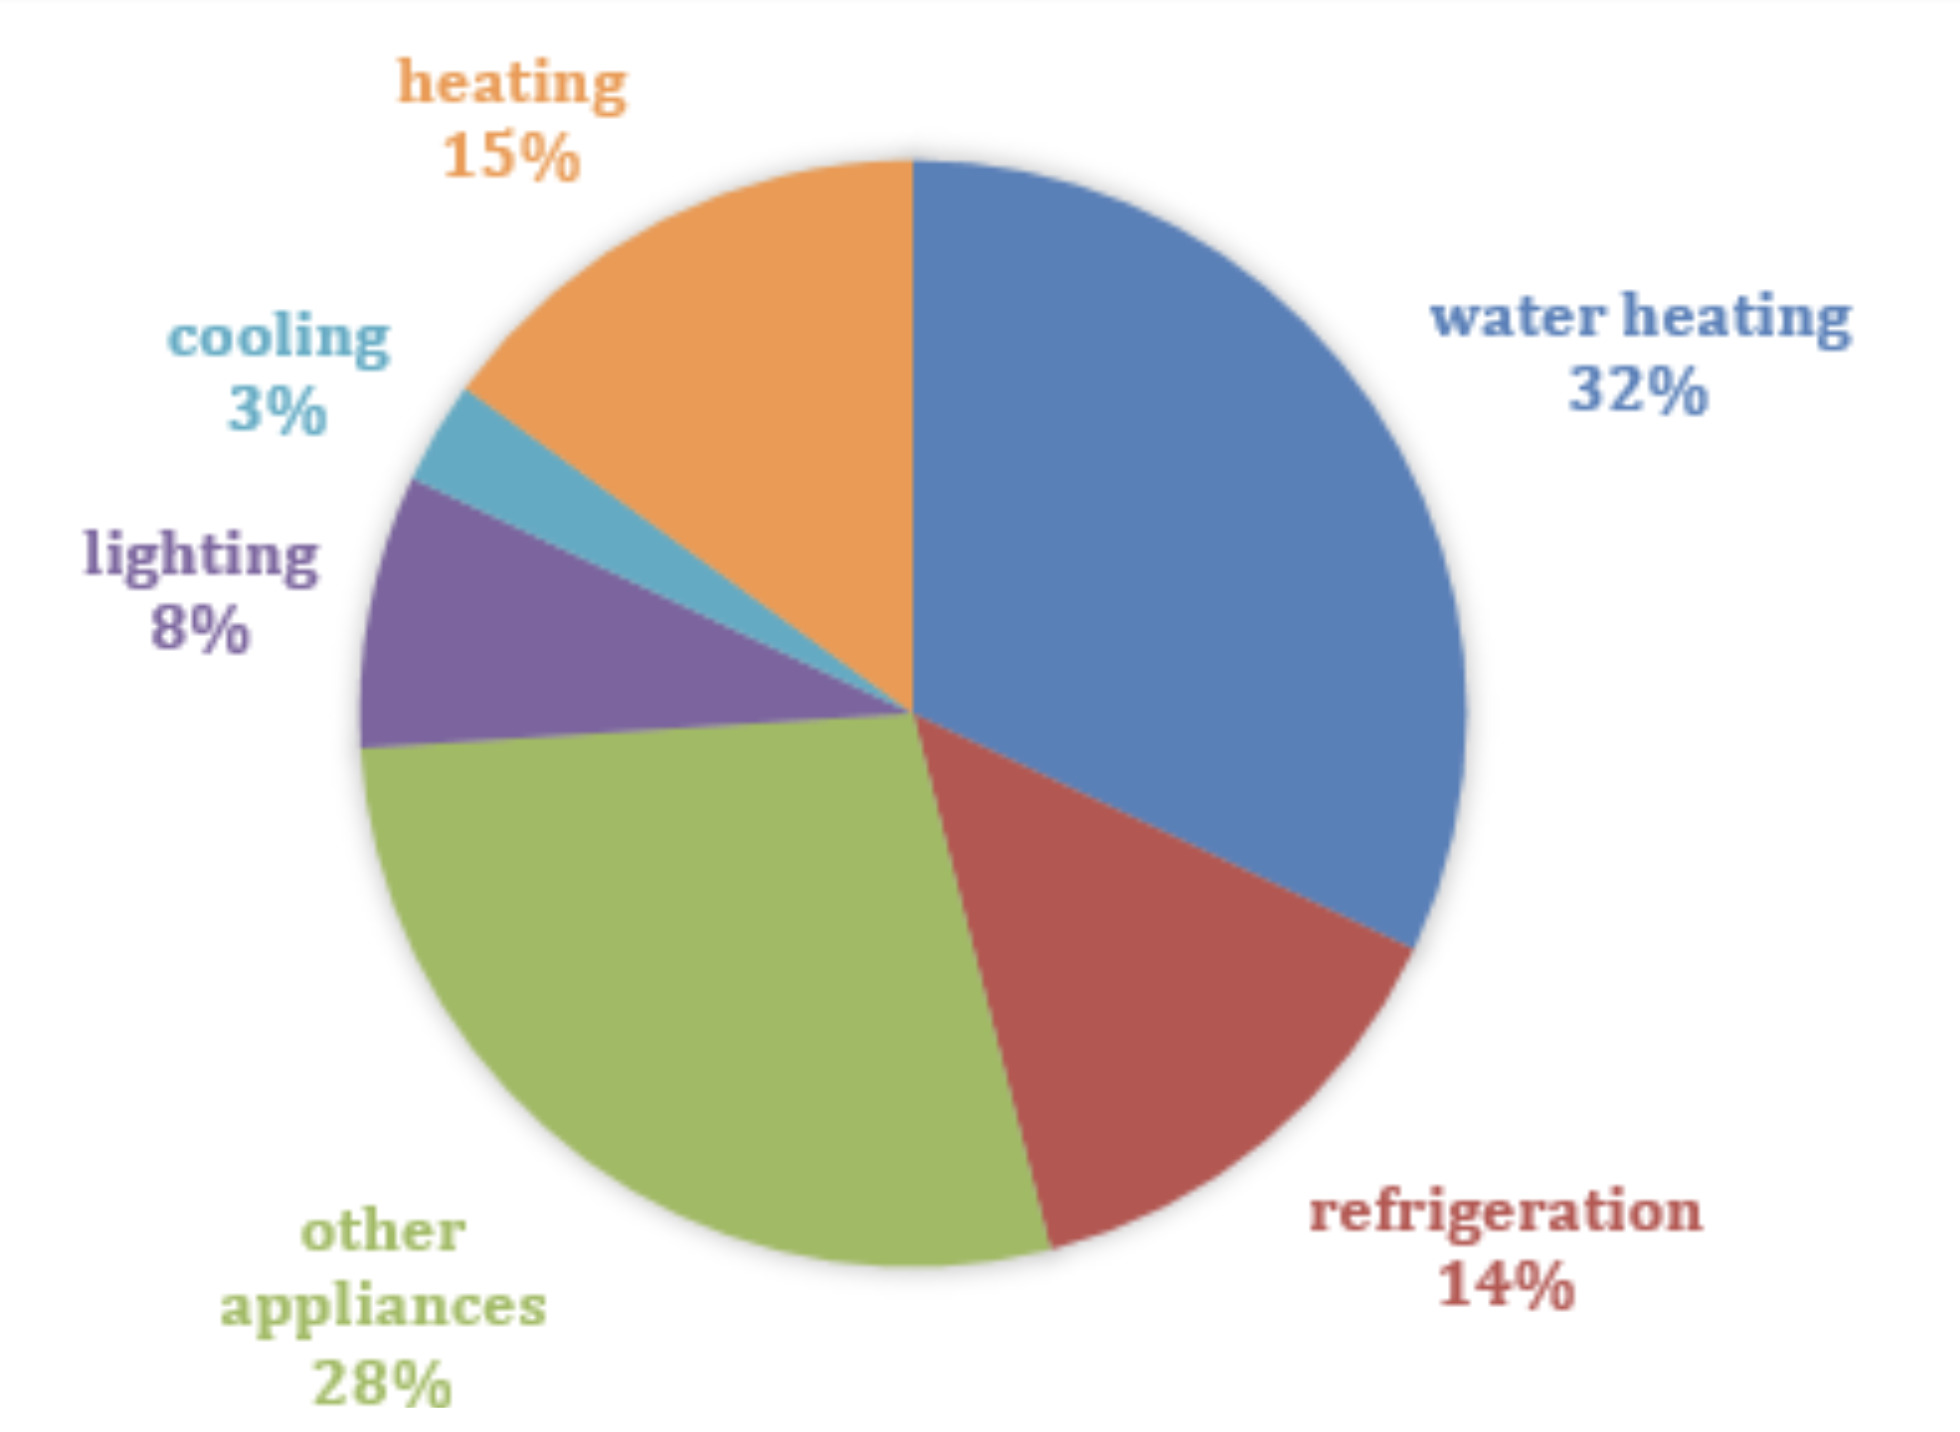 heating
15%
water heating
32%
cooling
3%
lighting
8%
refrigeration
14%
other
appliances
28%